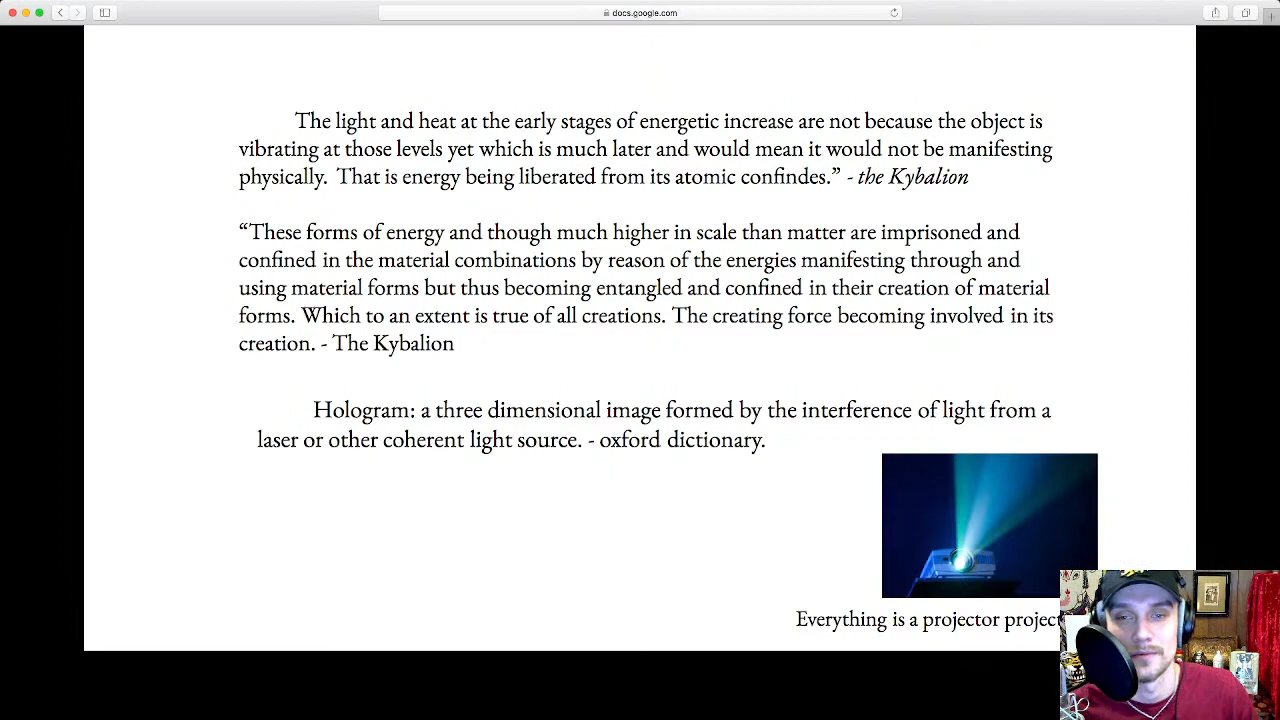 docs.google.com
The light and heat at the early stages of energetic increase are not because the object is
vibrating at those levels yet which is much later and would mean it would not be manifesting
physically. That is energy being liberated from its atomic confindes.” - the Kybalion
“These forms of energy and though much higher in scale than matter are imprisoned and
confined in the material combinations by reason of the energies manifesting through and
using material forms but thus becoming entangled and confined in their creation of material
forms. Which to an extent is true of all creations. The creating force becoming involved in its
creation. - The Kybalion
Hologram: a three dimensional image formed by the interference of light from a
laser or other coherent light source. - oxford dictionary.
Everything is a projector project